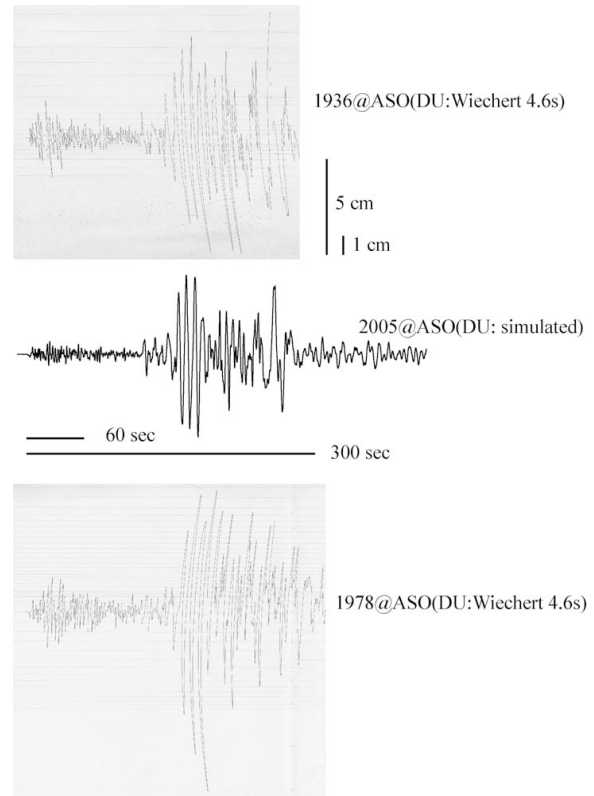 1936@ASO(DU:Wiechert 4.6s)
5 cm
1 cm
2005@ASO(DU: simulated)
60 sec
300 sec
1978@ASO(DU:Wiechert 4.6s)